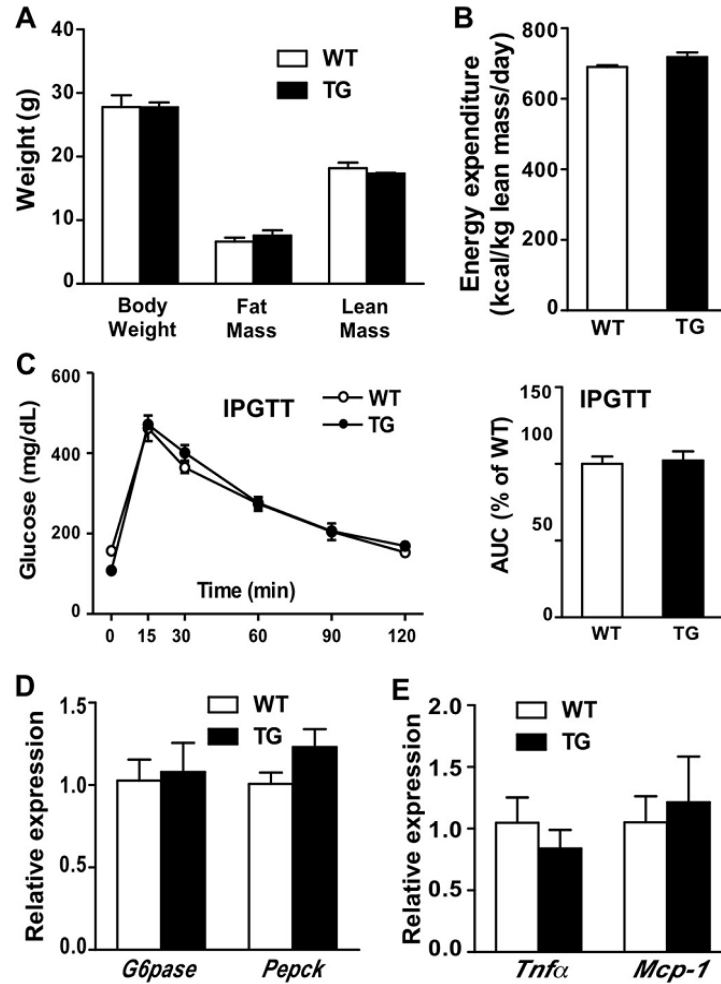 A
WT
TG
Weight (g)
40
30
20
10
0
Body
Weight
Fat
Mass
Lean
Mass
B
Energy expenditure
(kcal/kg lean mass/day)
800
600
400
200
0
WT
TG
C
IPGTT
WT
TG
Glucose (mg/dL)
600
400
200
0
Time (min)
0 15 30 60 90 120
IPGTT
AUC (% of WT)
150
100
50
0
WT
TG
D
WT
TG
Relative expression
1.5
1.0
0.5
0.0
G6pase
Pepck
E
WT
TG
Relative expression
2.0
1.5
1.0
0.5
0.0
Tnfα
Mcp-1